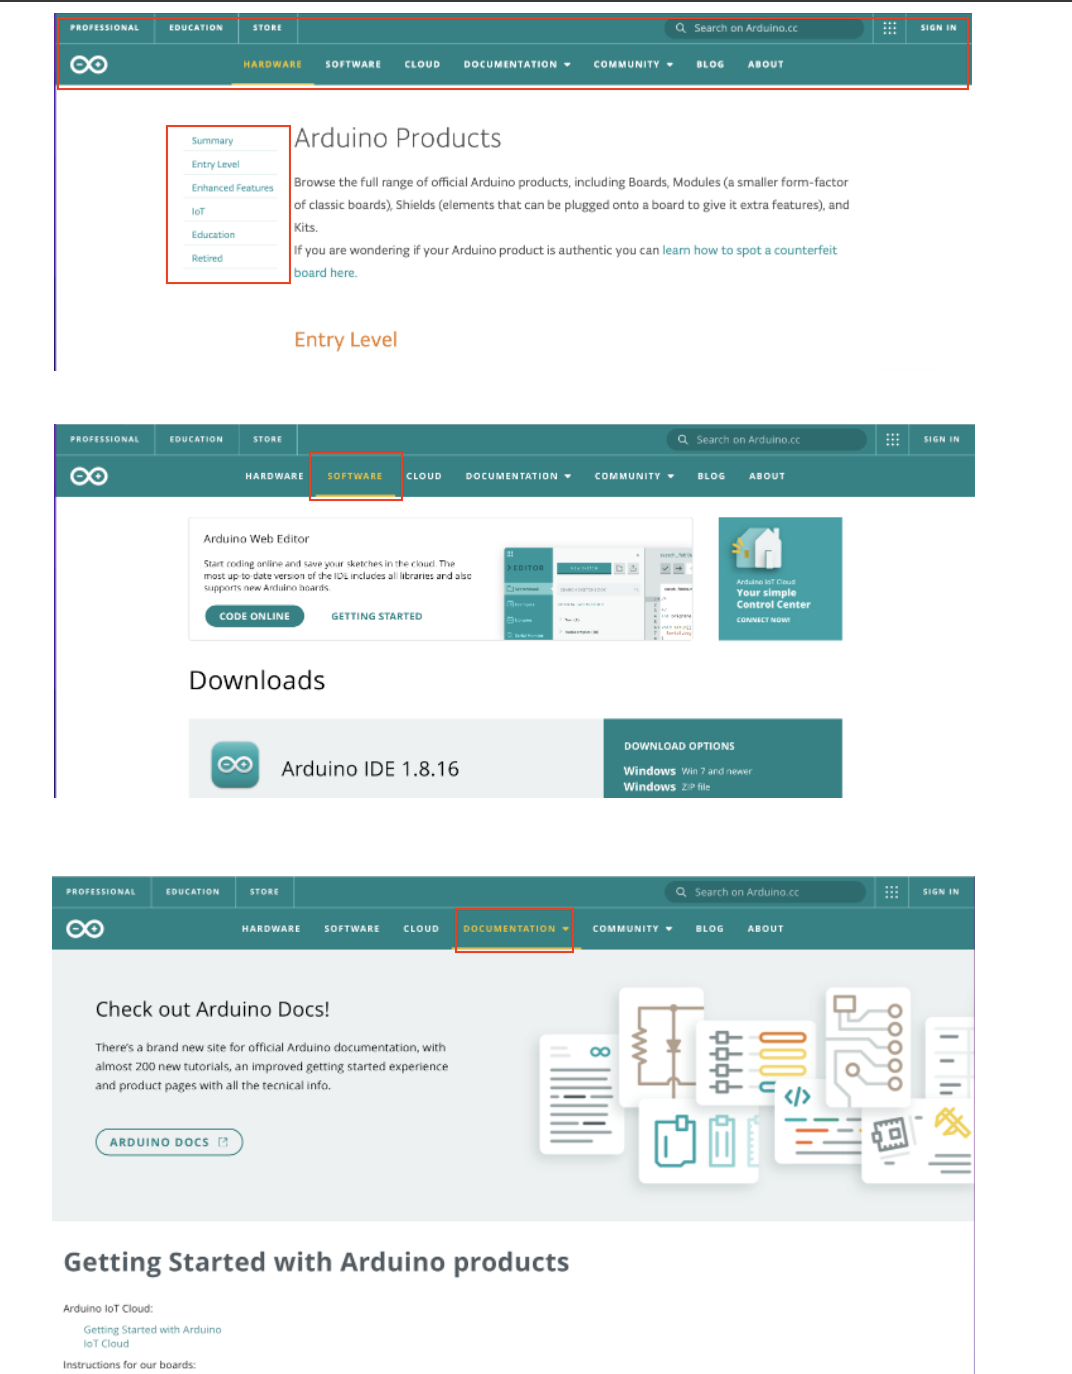 PROFESSIONAL EDUCATION STORE Search on Arduino.cc SIGN IN
HARDWARE SOFTWARE CLOUD DOCUMENTATION COMMUNITY BLOG ABOUT
Summary
Entry Level
Enhanced Features
IoT
Education
Retired
Arduino Products
Browse the full range of official Arduino products, including Boards, Modules (a smaller form-factor
of classic boards), Shields (elements that can be plugged onto a board to give it extra features), and
Kits.
If you are wondering if your Arduino product is authentic you can learn how to spot a counterfeit
board here.
Entry Level
PROFESSIONAL EDUCATION STORE Search on Arduino.cc SIGN IN
HARDWARE SOFTWARE CLOUD DOCUMENTATION COMMUNITY BLOG ABOUT
Arduino Web Editor
Start coding online and save your sketches in the cloud. The
most up-to-date version of the IDE includes all libraries and also
supports new Arduino boards.
CODE ONLINE GETTING STARTED
EDITOR
Arduino IoT Cloud
Your simple
Control Center
CONNECT NOW!
Downloads
Arduino IDE 1.8.16
DOWNLOAD OPTIONS
Windows Win 7 and newer
Windows ZIP file
PROFESSIONAL EDUCATION STORE Search on Arduino.cc SIGN IN
HARDWARE SOFTWARE CLOUD DOCUMENTATION COMMUNITY BLOG ABOUT
Check out Arduino Docs!
There's a brand new site for official Arduino documentation, with
almost 200 new tutorials, an improved getting started experience
and product pages with all the tecnical info.
ARDUINO DOCS
</>
Getting Started with Arduino products
Arduino IoT Cloud:
Getting Started with Arduino
IoT Cloud
Instructions for our boards: